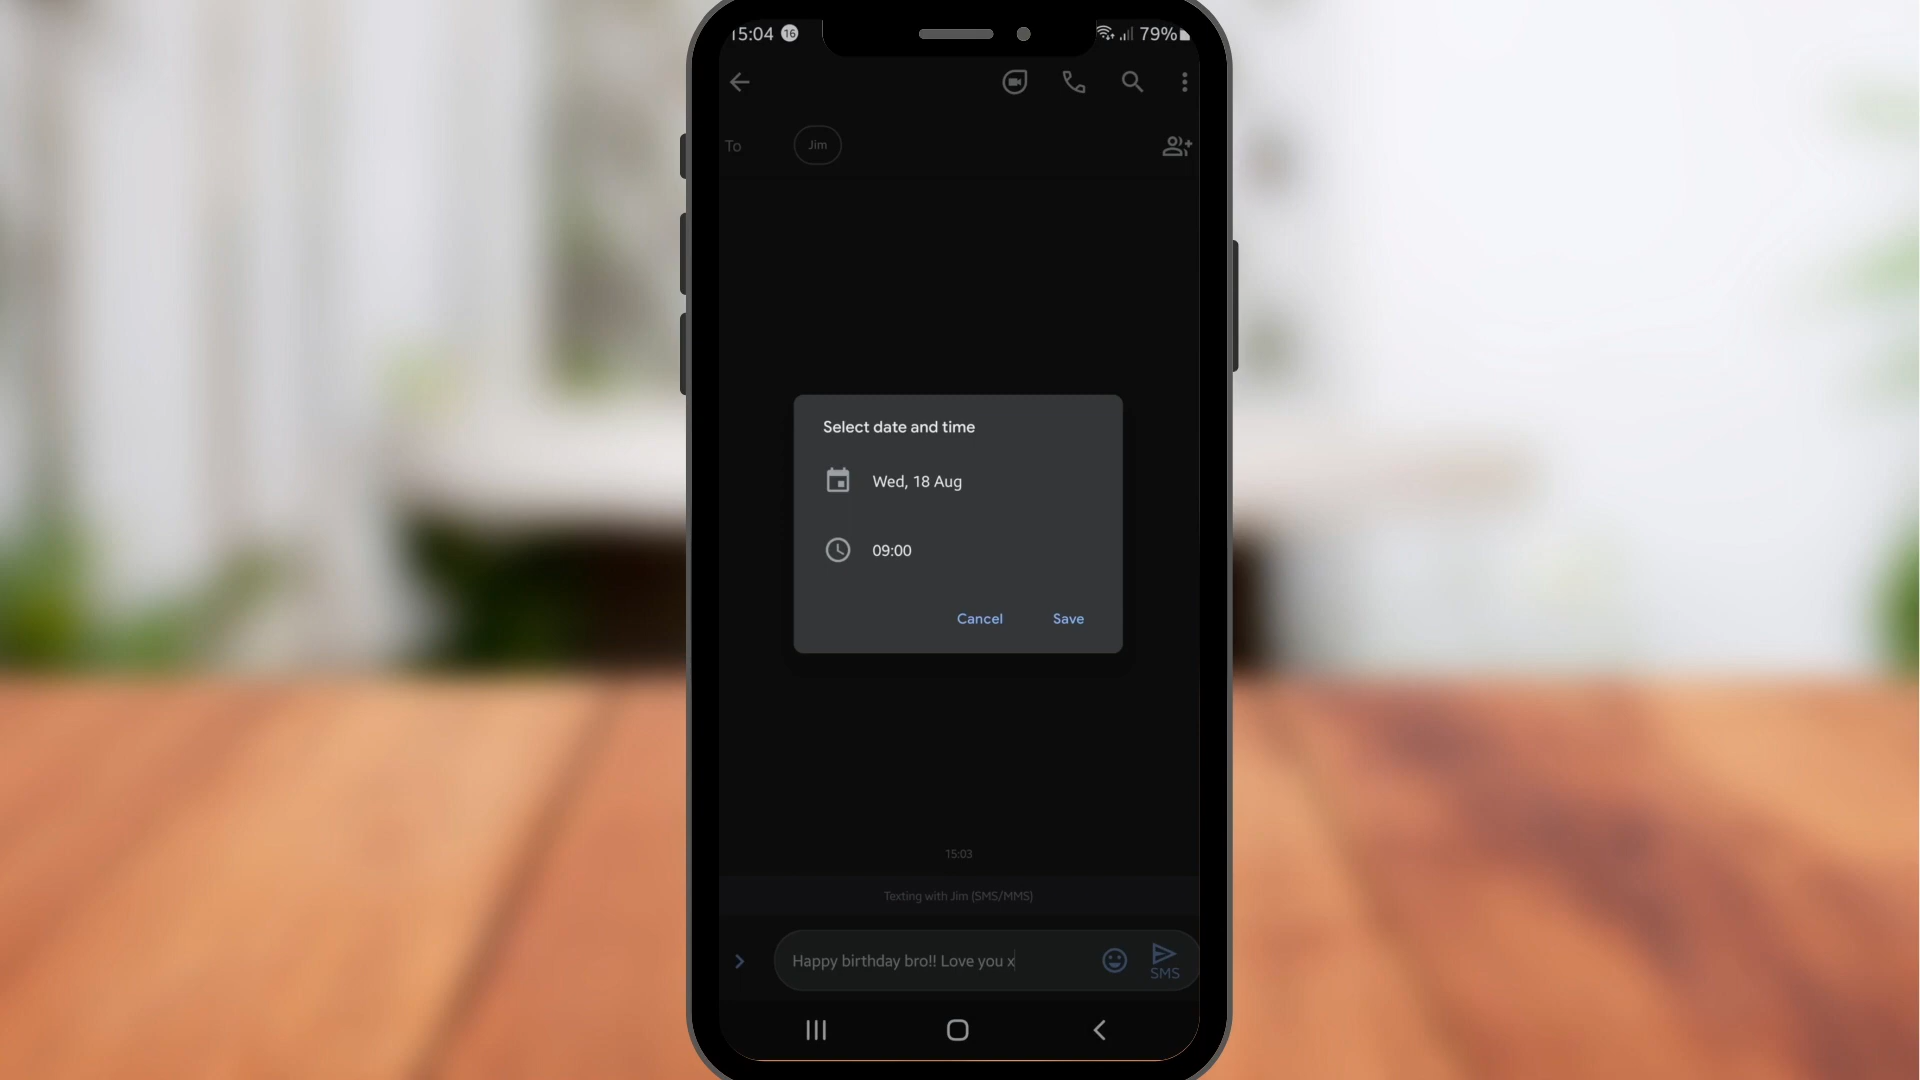 15:04 16 79%
To Jim
Select date and time
Wed, 18 Aug
09:00
Cancel Save
15:03
Texting with Jim (SMS/MMS)
Happy birthday bro!! Love you x
SMS